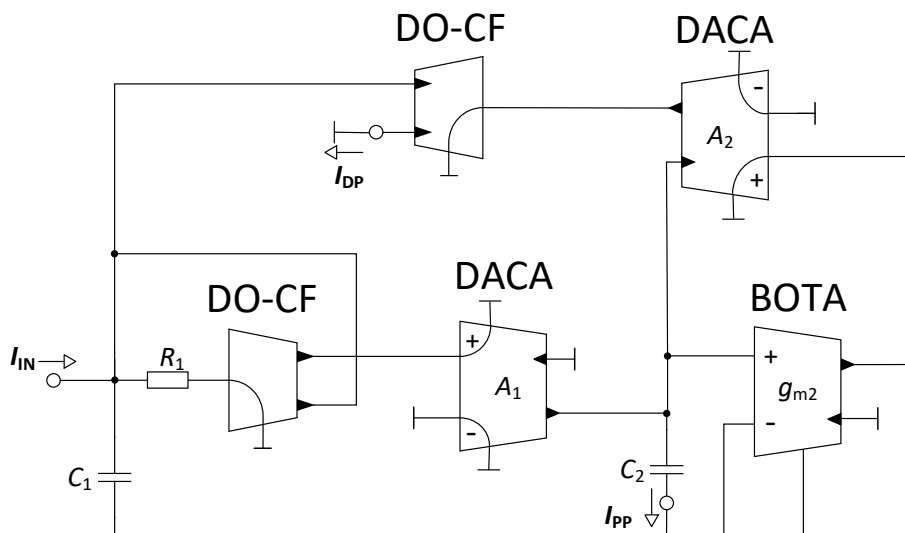 DO-CF
DACA
-
A2
+
IDP
DO-CF
DACA
BOTA
IIN
R1
+
A1
-
+
gm2
-
C1
C2
IPP